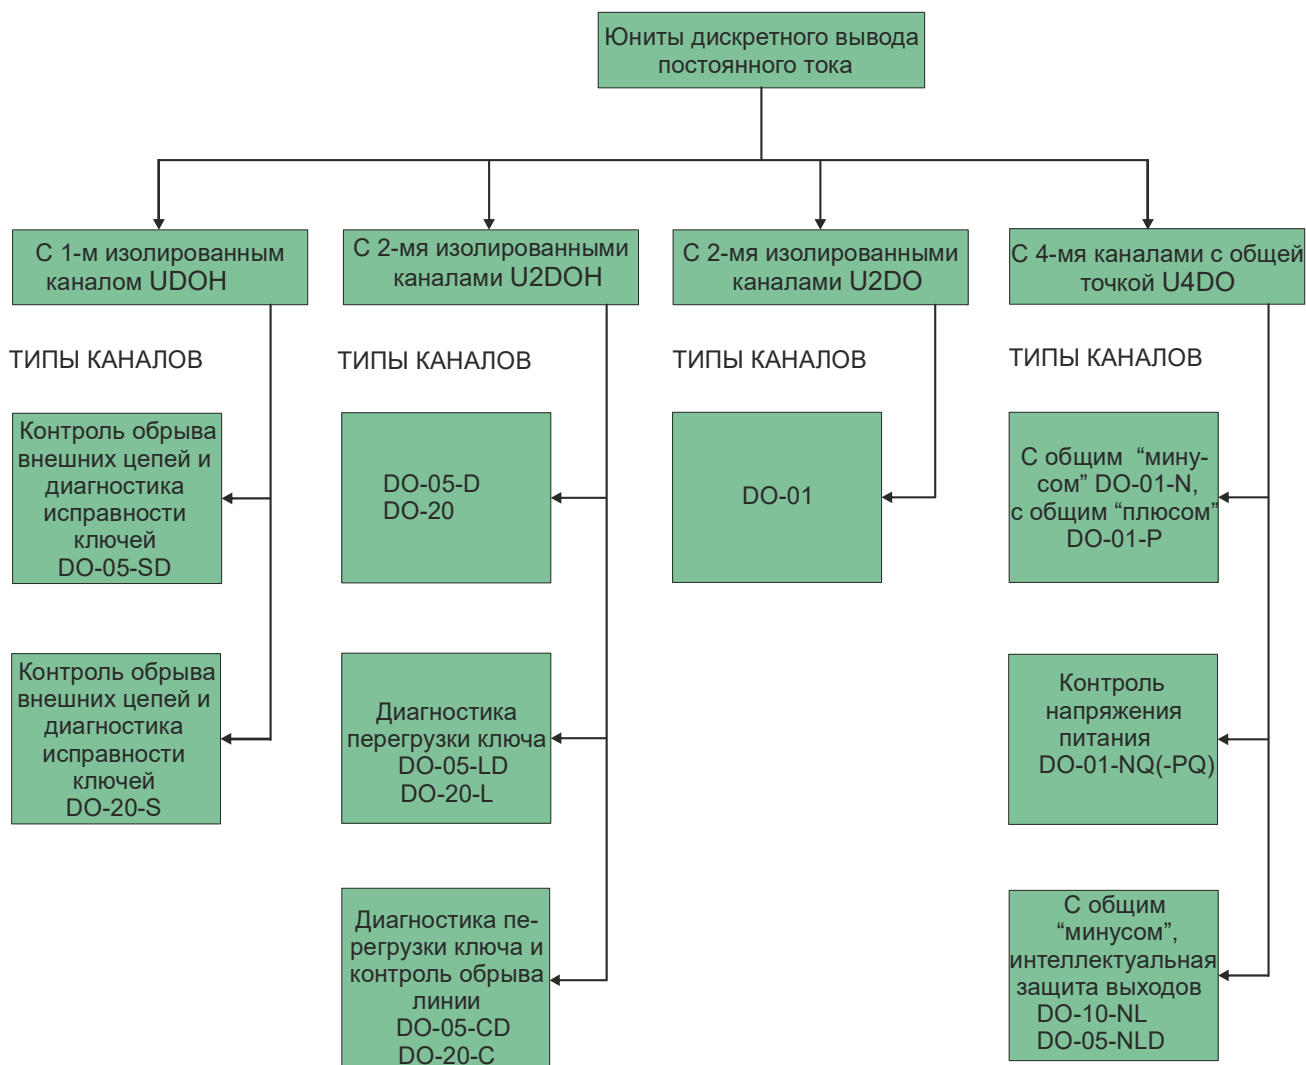 Юниты дискретного вывода
постоянного тока
С 1-м изолированным
каналом UDOH
С 2-мя изолированными
каналами U2DOH
С 2-мя изолированными
каналами U2DO
С 4-мя каналами с общей
точкой U4DO
ТИПЫ КАНАЛОВ
ТИПЫ КАНАЛОВ
ТИПЫ КАНАЛОВ
ТИПЫ КАНАЛОВ
Контроль обрыва
внешних цепей и
диагностика
исправности
ключей
DO-05-SD
DO-05-D
DO-20
DO-01
С общим “мину-
сом” DO-01-N,
с общим “плюсом”
DO-01-P
Контроль обрыва
внешних цепей и
диагностика
исправности
ключей
DO-20-S
Диагностика
перегрузки ключа
DO-05-LD
DO-20-L
Контроль
напряжения
питания
DO-01-NQ(-PQ)
Диагностика пе-
регрузки ключа и
контроль обрыва
линии
DO-05-CD
DO-20-C
С общим
“минусом”,
интеллектуальная
защита выходов
DO-10-NL
DO-05-NLD